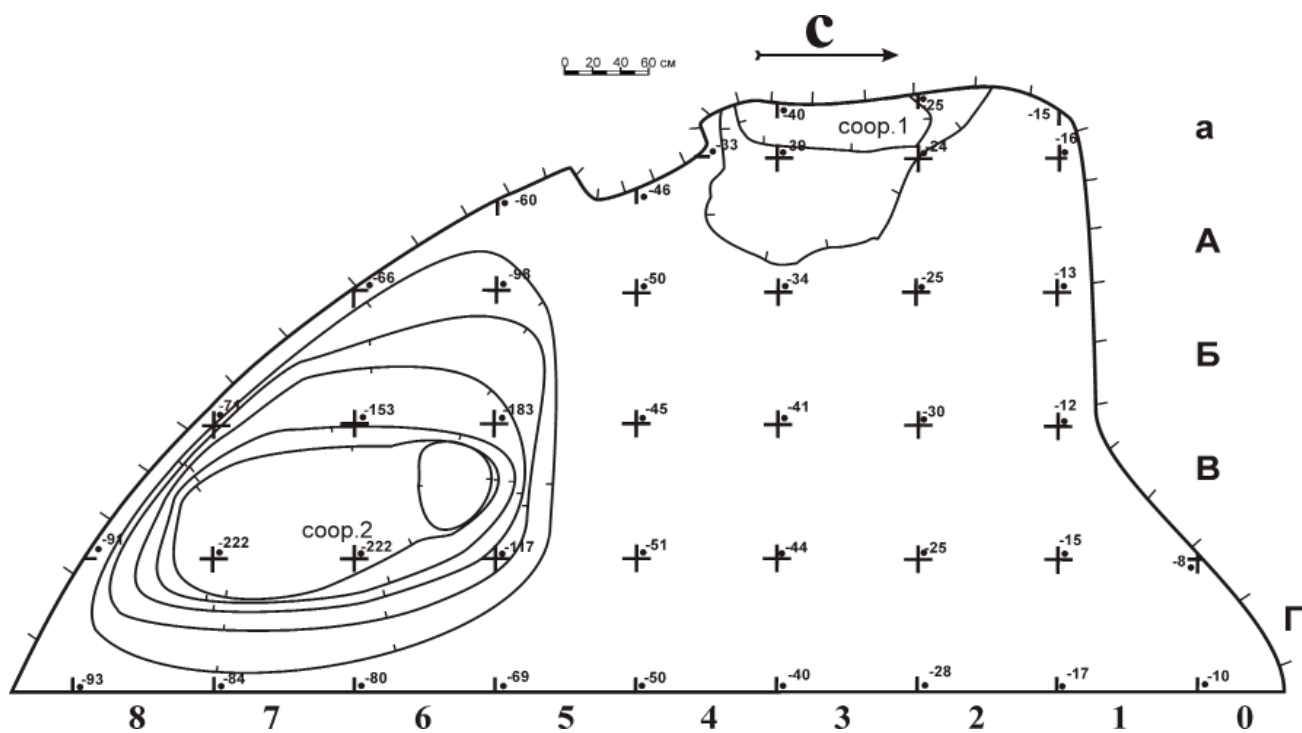 С
0 20 40 60 см
-40 -25 -15 а
соор.1
-33 -39 -24 -16
-60 -46
А
-66 -98 -50 -34 -25 -13
Б
-71 -153 -183 -45 -41 -30 -12
В
соор.2
-91 -222 -222 -117 -51 -44 -25 -15 -8
Г
-93 -84 -80 -69 -50 -40 -28 -17 -10
8 7 6 5 4 3 2 1 0